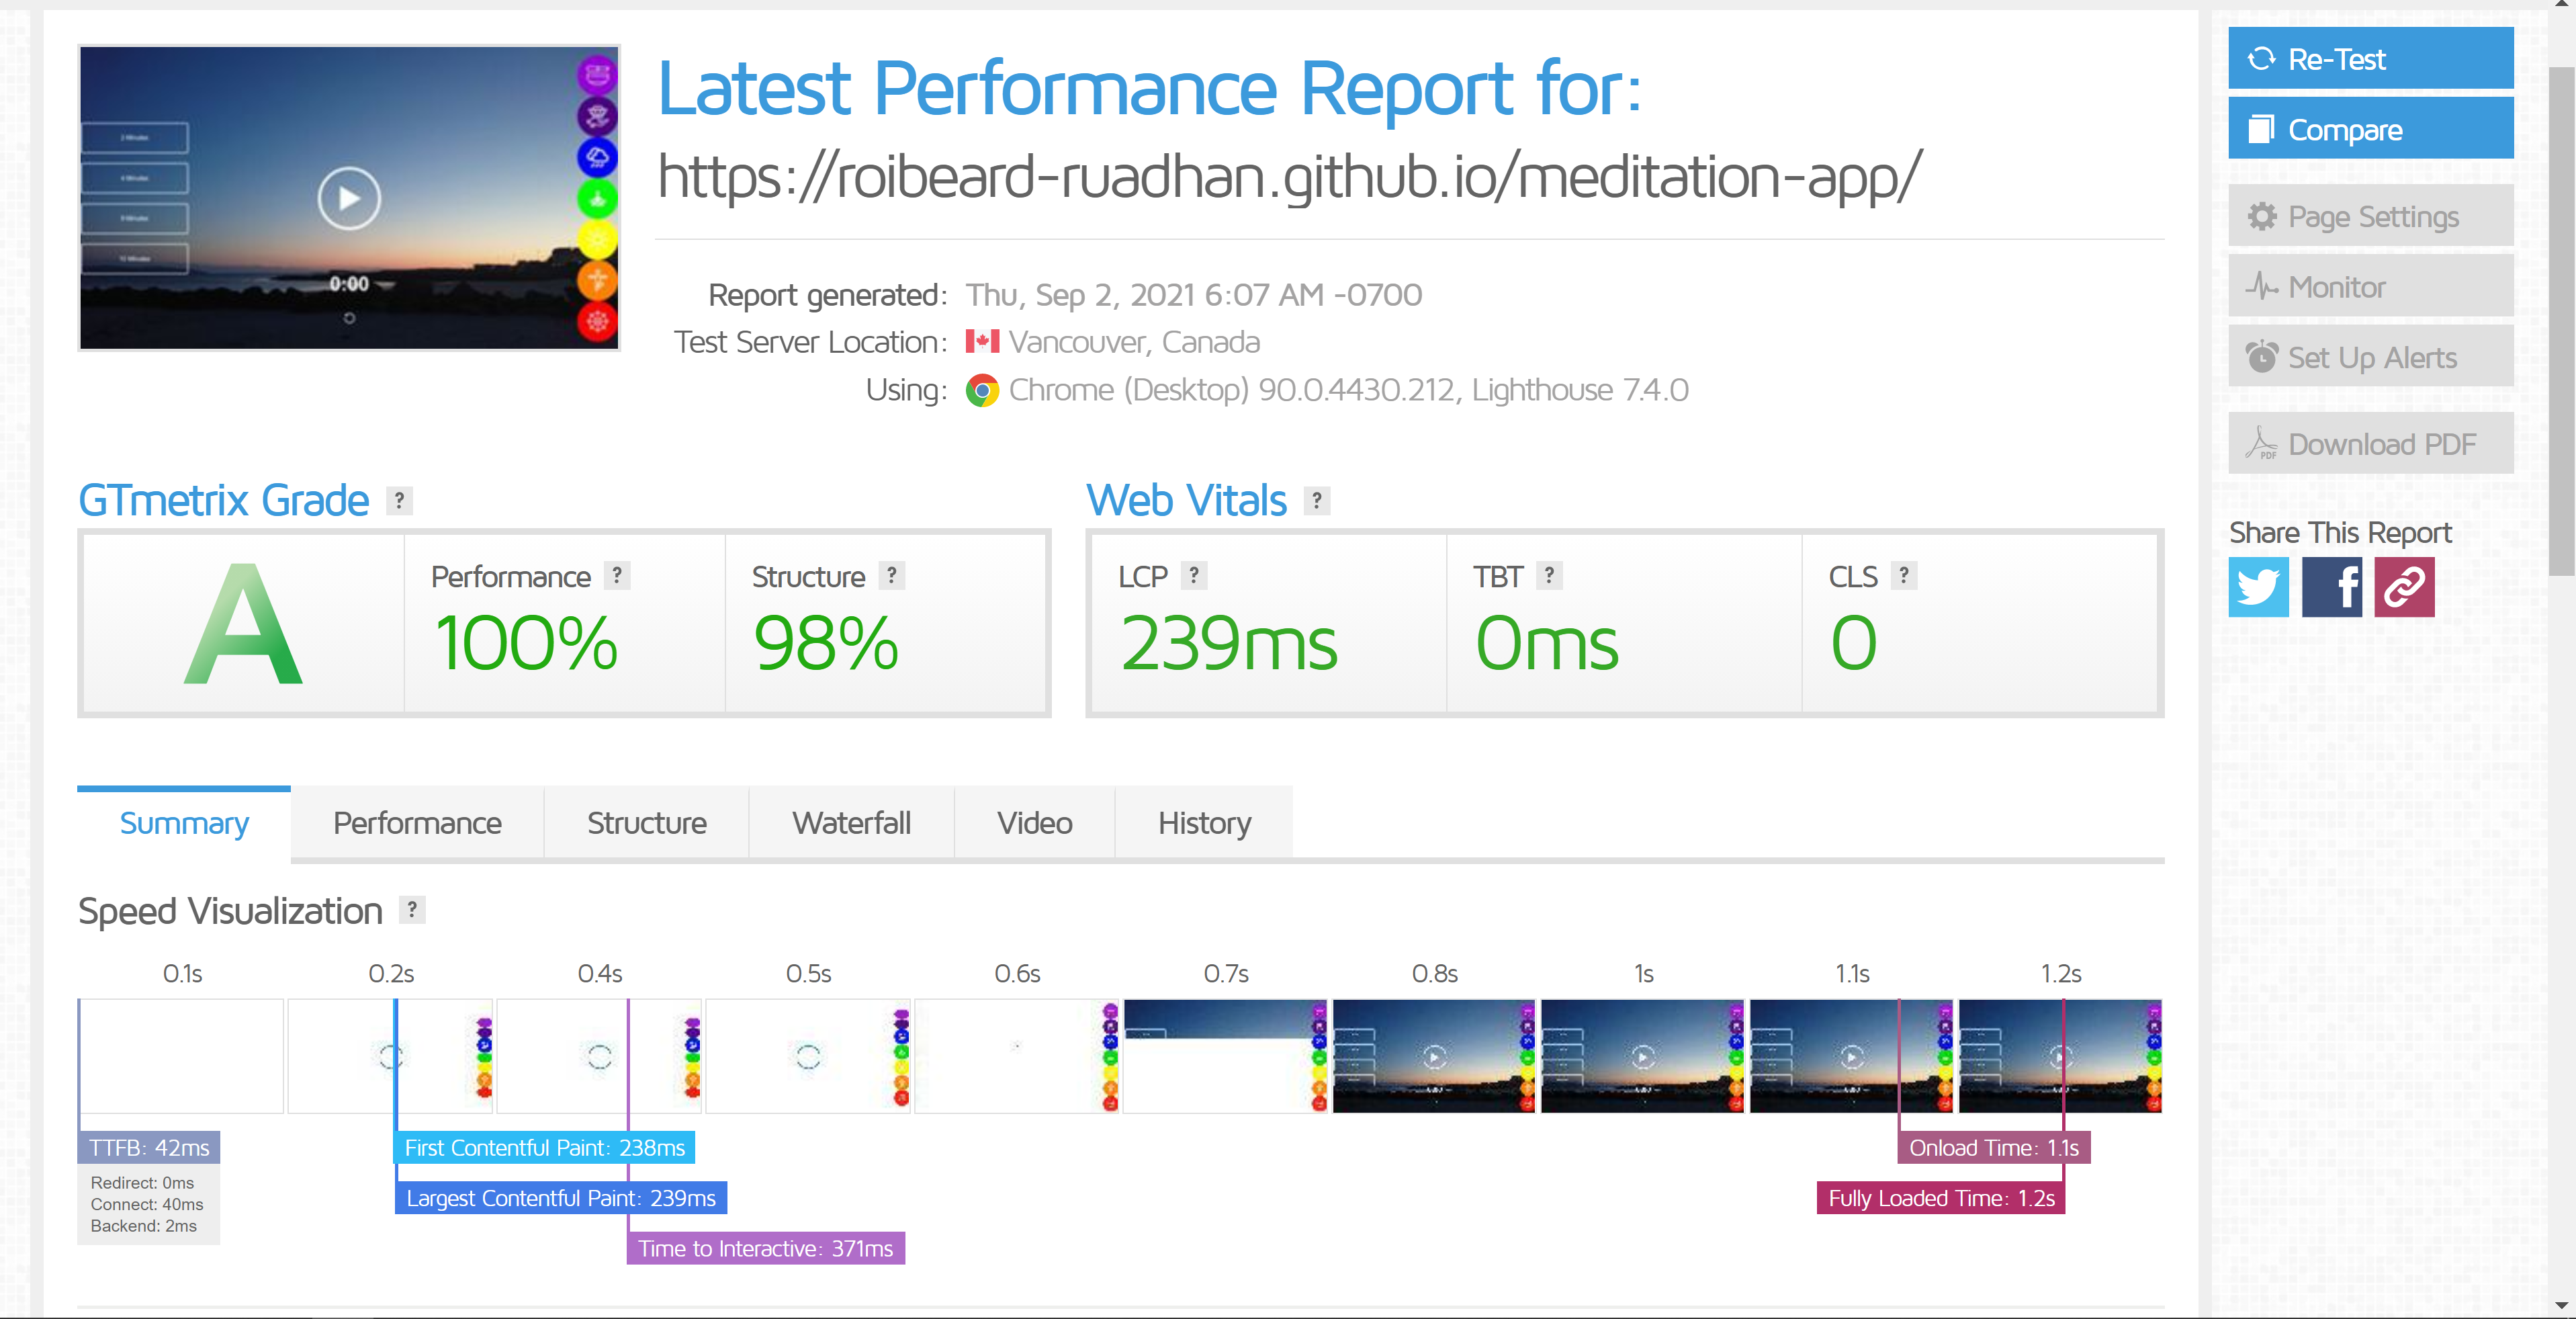 2 Minutes
0:00
Latest Performance Report for:
https://roibeard-ruadhan.github.io/meditation-app/
Report generated: Thu, Sep 2, 2021 6:07 AM -0700
Test Server Location: Vancouver, Canada
Using: Chrome (Desktop) 90.0.4430.212, Lighthouse 7.4.0
Re-Test
Compare
Page Settings
Monitor
Set Up Alerts
PDF Download PDF
Share This Report
GTmetrix Grade ?
A
Performance ?
100%
Structure ?
98%
Web Vitals ?
LCP ?
239ms
TBT ?
0ms
CLS ?
0
Summary Performance Structure Waterfall Video History
Speed Visualization ?
0.1s 0.2s 0.4s 0.5s 0.6s 0.7s 0.8s 1s 1.1s 1.2s
TTFB: 42ms
Redirect: 0ms
Connect: 40ms
Backend: 2ms
First Contentful Paint: 238ms
Largest Contentful Paint: 239ms
Time to Interactive: 371ms
Onload Time: 1.1s
Fully Loaded Time: 1.2s